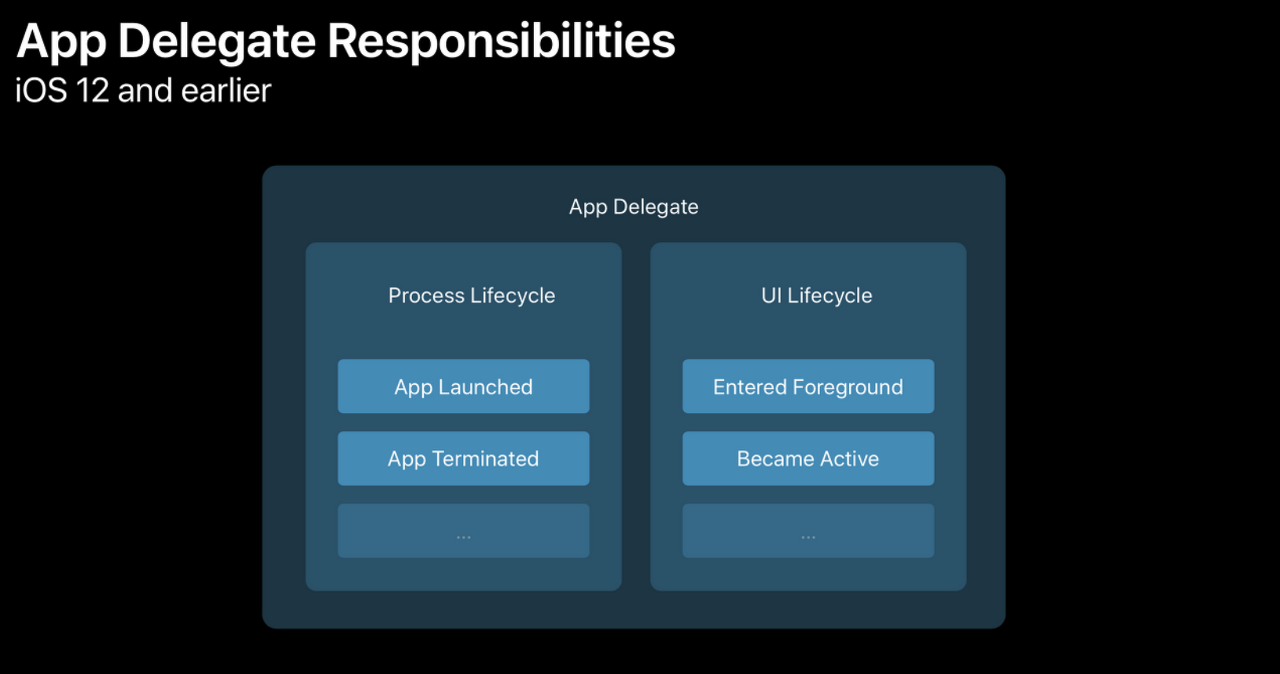 App Delegate Responsibilities
iOS 12 and earlier
App Delegate
Process Lifecycle
App Launched
App Terminated
...
UI Lifecycle
Entered Foreground
Became Active
...